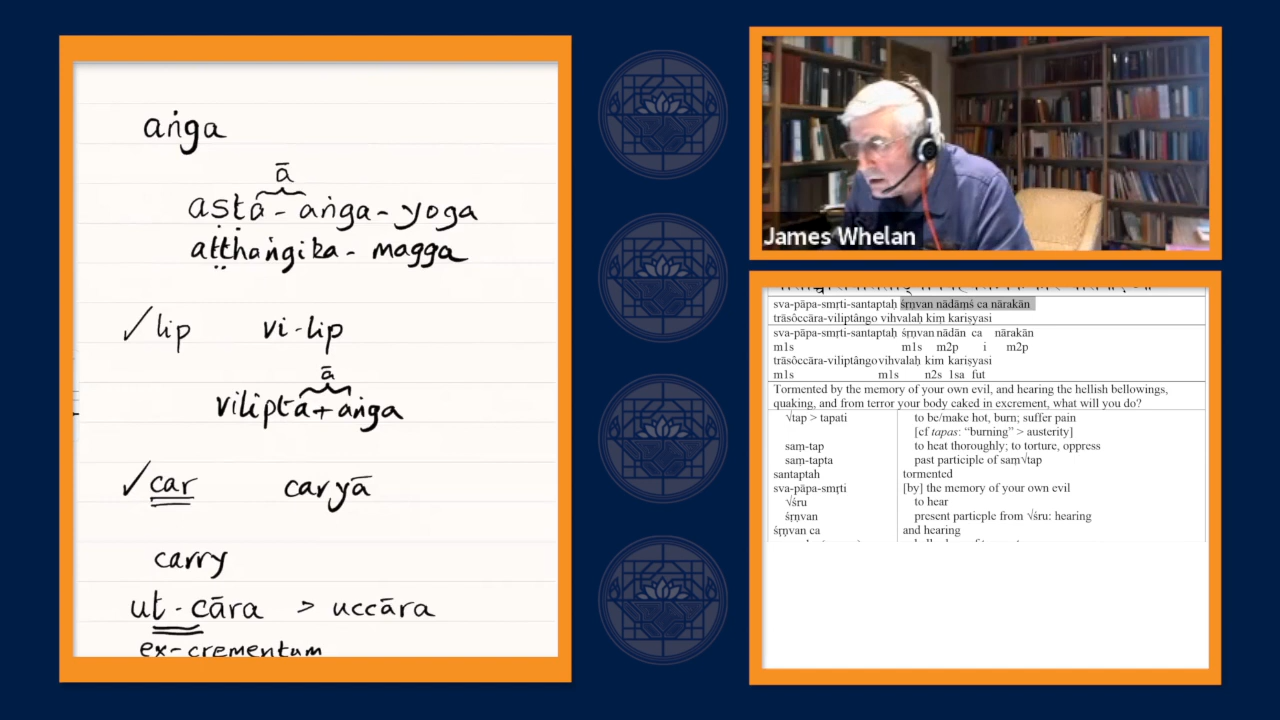 aṅga
ā
aṣṭa - aṅga - yoga
aṭṭhaṅgika - magga
√lip vi-lip
ā
vilipta + aṅga
√car caryā
carry
ut - cāra > uccāra
ex-crementum
James Whelan
sva-pāpa-smṛti-santaptaḥ śṛṇvan nādāṃś ca nārakān
trāsôccāra-viliptâṅgo vihvalaḥ kiṃ kariṣyasi
sva-pāpa-smṛti-santaptaḥ śṛṇvan nādān ca nārakān
m1s m1s m2p i m2p
trāsôccāra-viliptâṅgo vihvalaḥ kim kariṣyasi
m1s m1s n2s 1sa fut
Tormented by the memory of your own evil, and hearing the hellish bellowings,
quaking, and from terror your body caked in excrement, what will you do?
√tap > tapati to be/make hot, burn; suffer pain
[cf tapas: “burning” > austerity]
saṃ-tap to heat thoroughly; to torture, oppress
saṃ-tapta past participle of saṃ√tap
santaptaḥ tormented
sva-pāpa-smṛti [by] the memory of your own evil
√śru to hear
śṛṇvan present particple from √śru: hearing
śṛṇvan ca and hearing